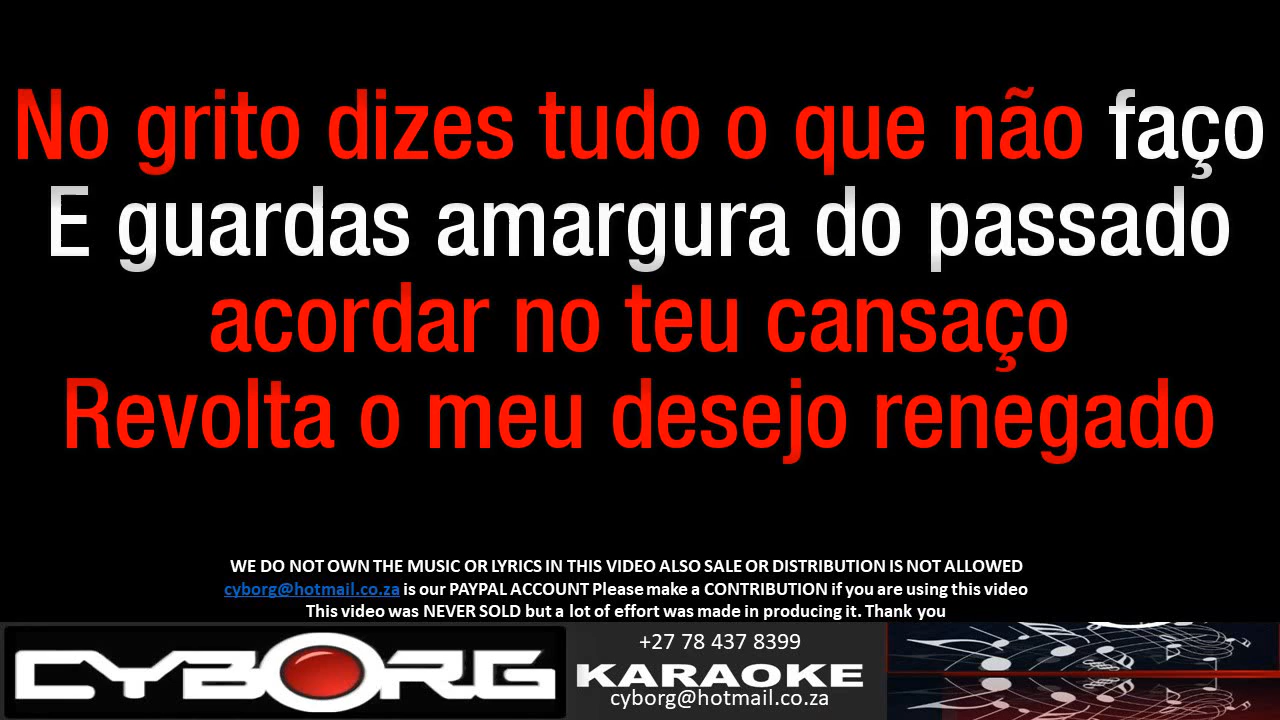 No grito dizes tudo o que não faço
E guardas amargura do passado
acordar no teu cansaço
Revolta o meu desejo renegado
WE DO NOT OWN THE MUSIC OR LYRICS IN THIS VIDEO ALSO SALE OR DISTRIBUTION IS NOT ALLOWED
cyborg@hotmail.co.za is our PAYPAL ACCOUNT Please make a CONTRIBUTION if you are using this video
This video was NEVER SOLD but a lot of effort was made in producing it. Thank you
CYBORG
+27 78 437 8399
KARAOKE
cyborg@hotmail.co.za